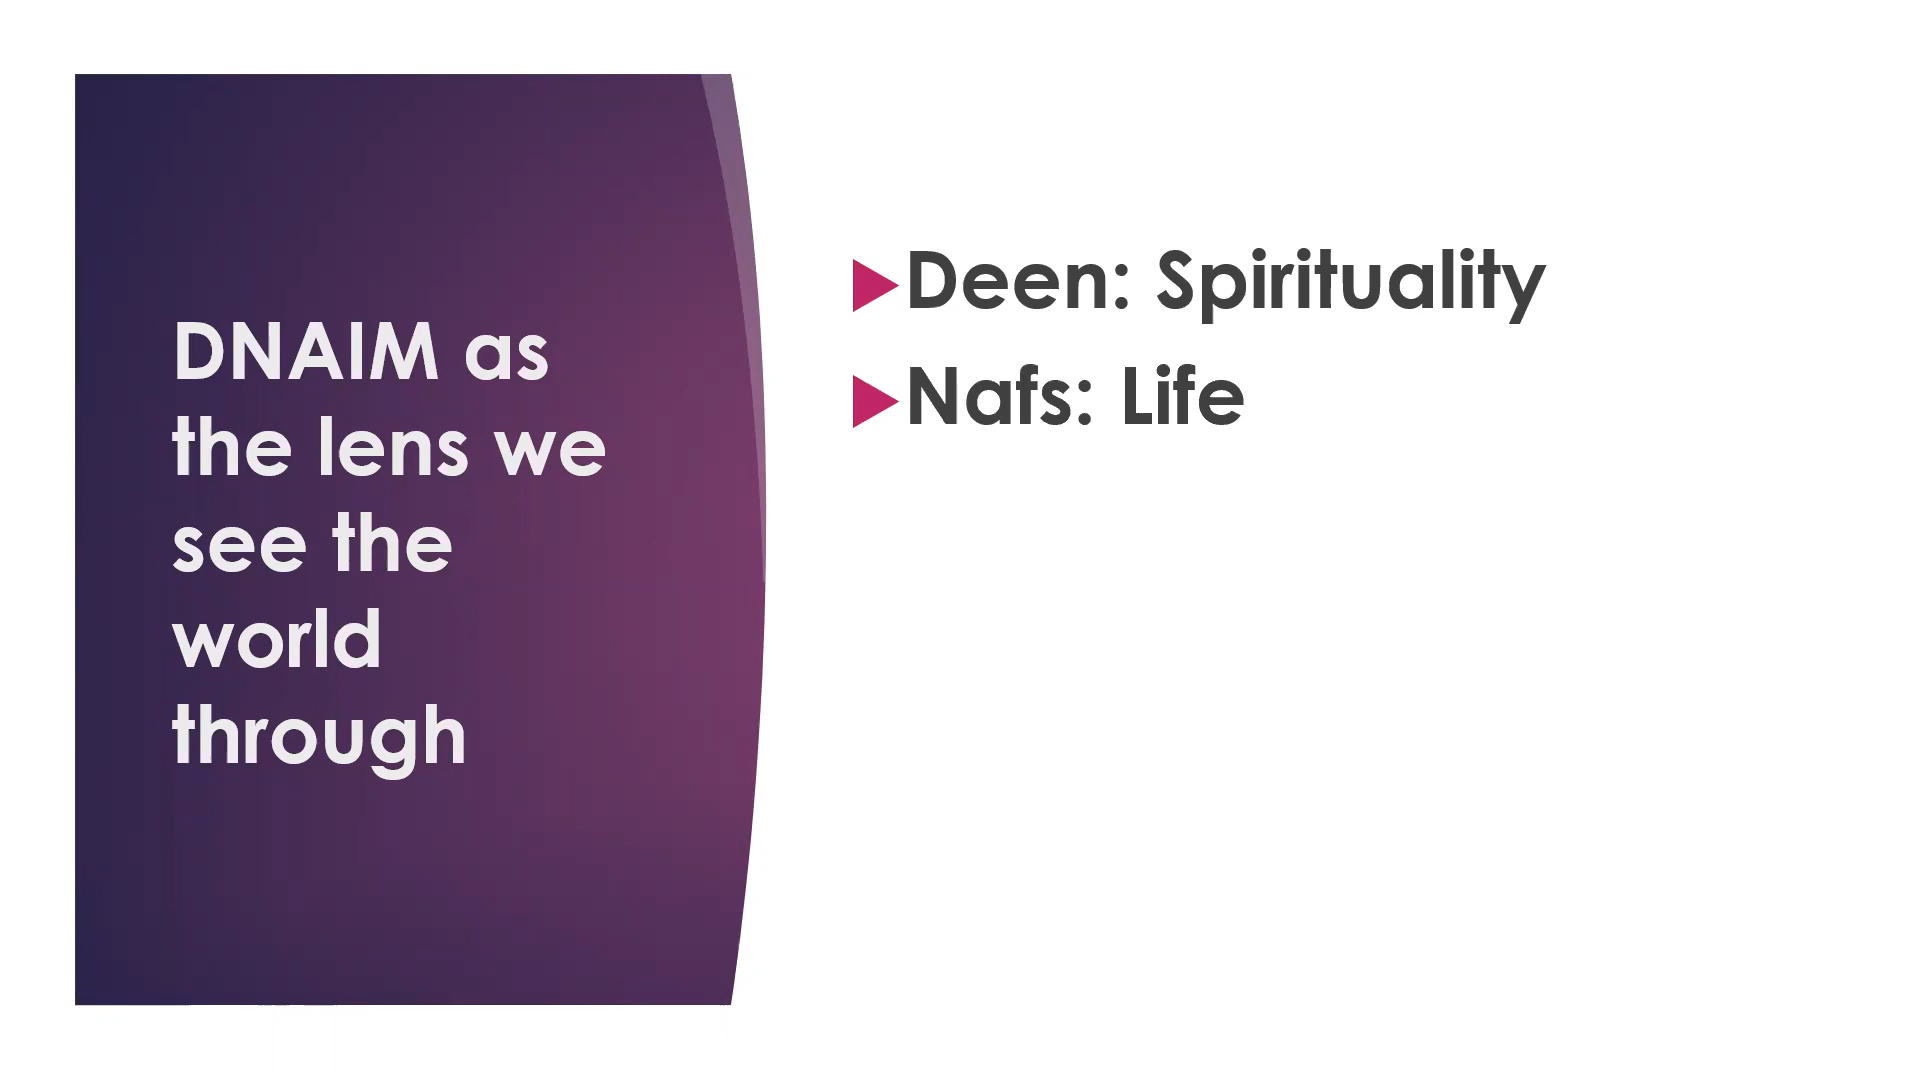 DNAIM as
the lens we
see the
world
through
Deen: Spirituality
Nafs: Life